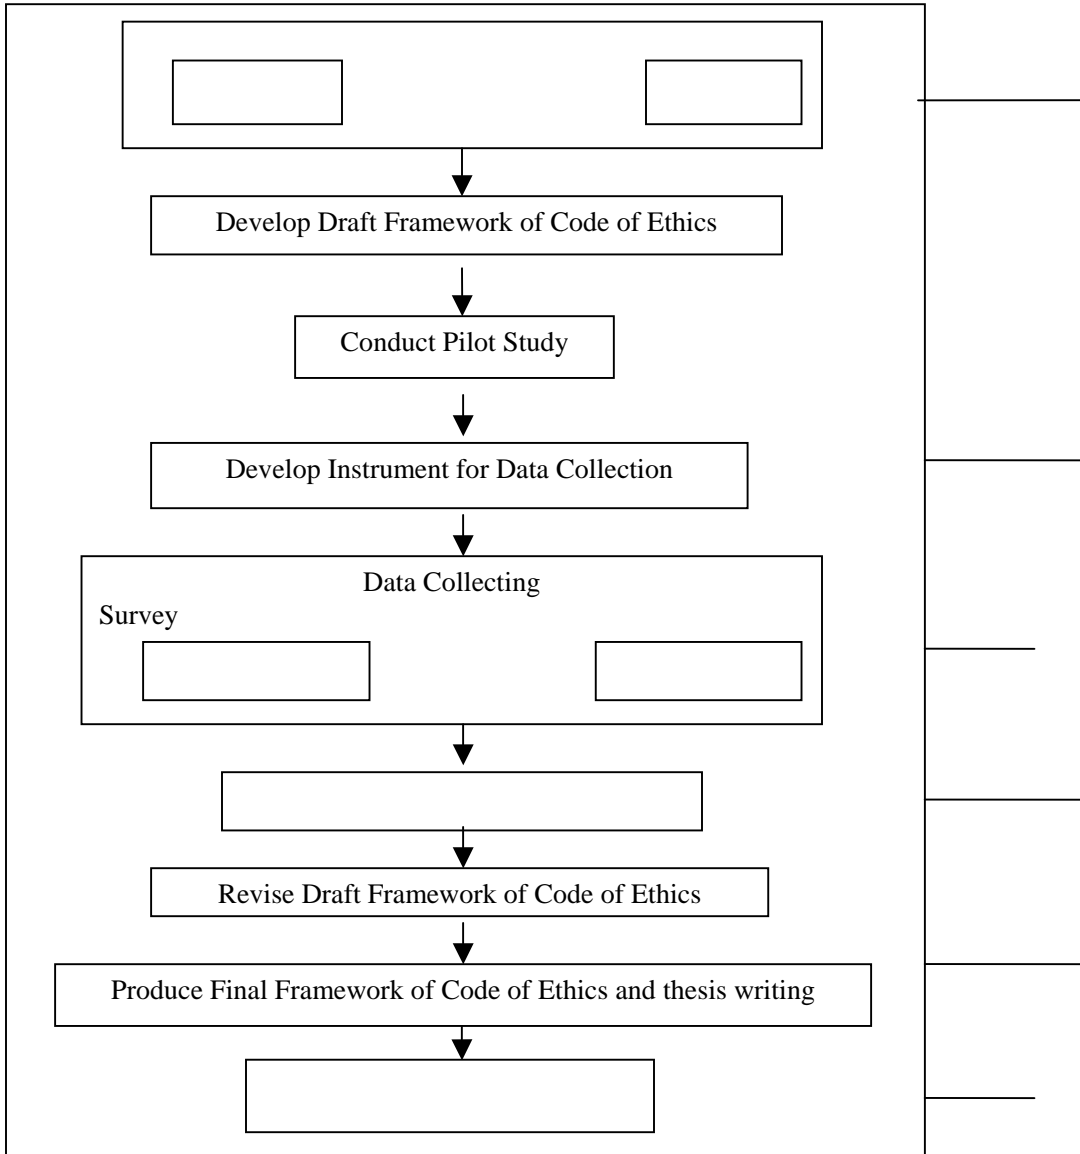 Develop Draft Framework of Code of Ethics
Conduct Pilot Study
Develop Instrument for Data Collection
Data Collecting
Survey
Revise Draft Framework of Code of Ethics
Produce Final Framework of Code of Ethics and thesis writing